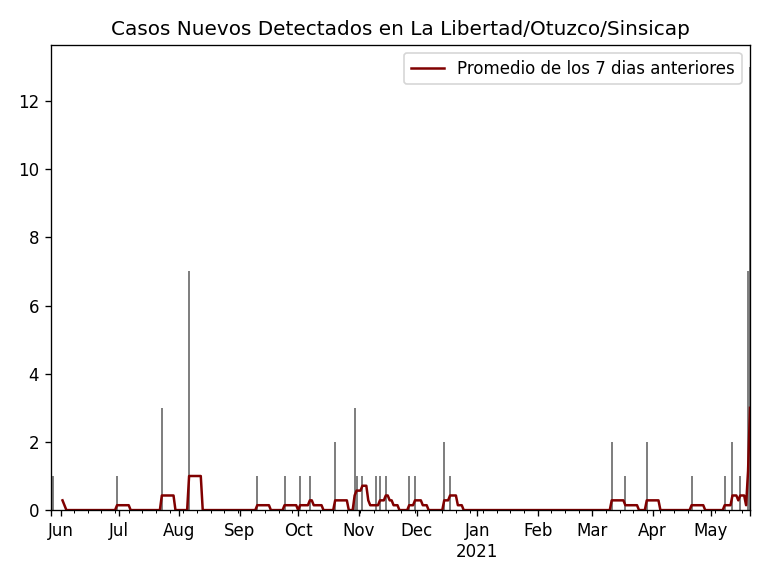 Casos Nuevos Detectados en La Libertad/Otuzco/Sinsicap
Promedio de los 7 dias anteriores
12
10
8
6
4
2
0
Jun Jul Aug Sep Oct Nov Dec Jan Feb Mar Apr May
2021